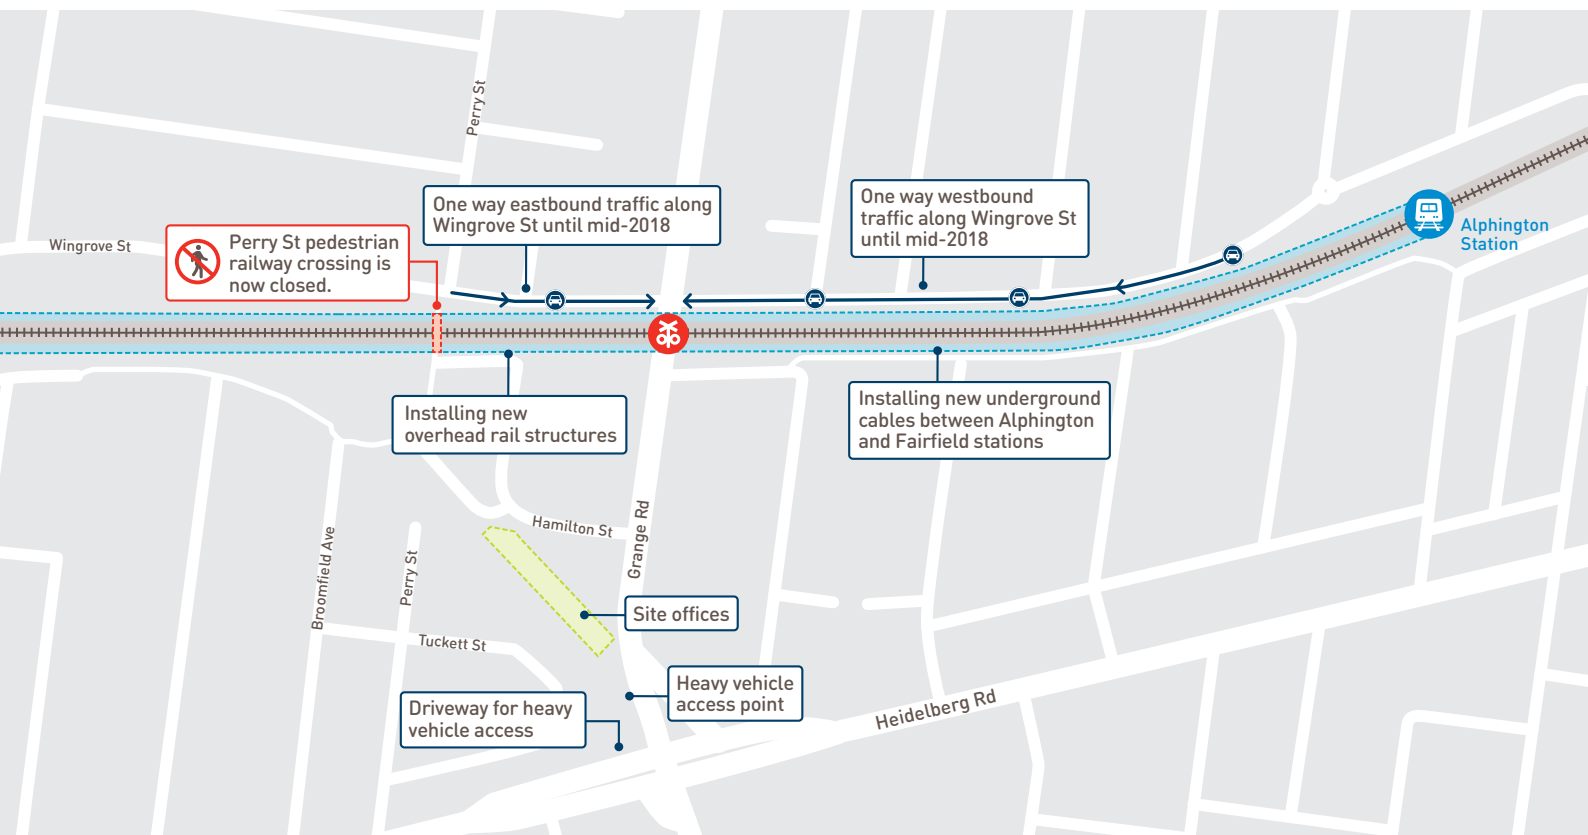 Perry St
One way eastbound traffic along
Wingrove St until mid-2018
One way westbound
traffic along Wingrove St
until mid-2018
Alphington
Station
Wingrove St
Perry St pedestrian
railway crossing is
now closed.
Installing new
overhead rail structures
Installing new underground
cables between Alphington
and Fairfield stations
Hamilton St
Grange Rd
Broomfield Ave
Perry St
Site offices
Tuckett St
Heavy vehicle
access point
Driveway for heavy
vehicle access
Heidelberg Rd